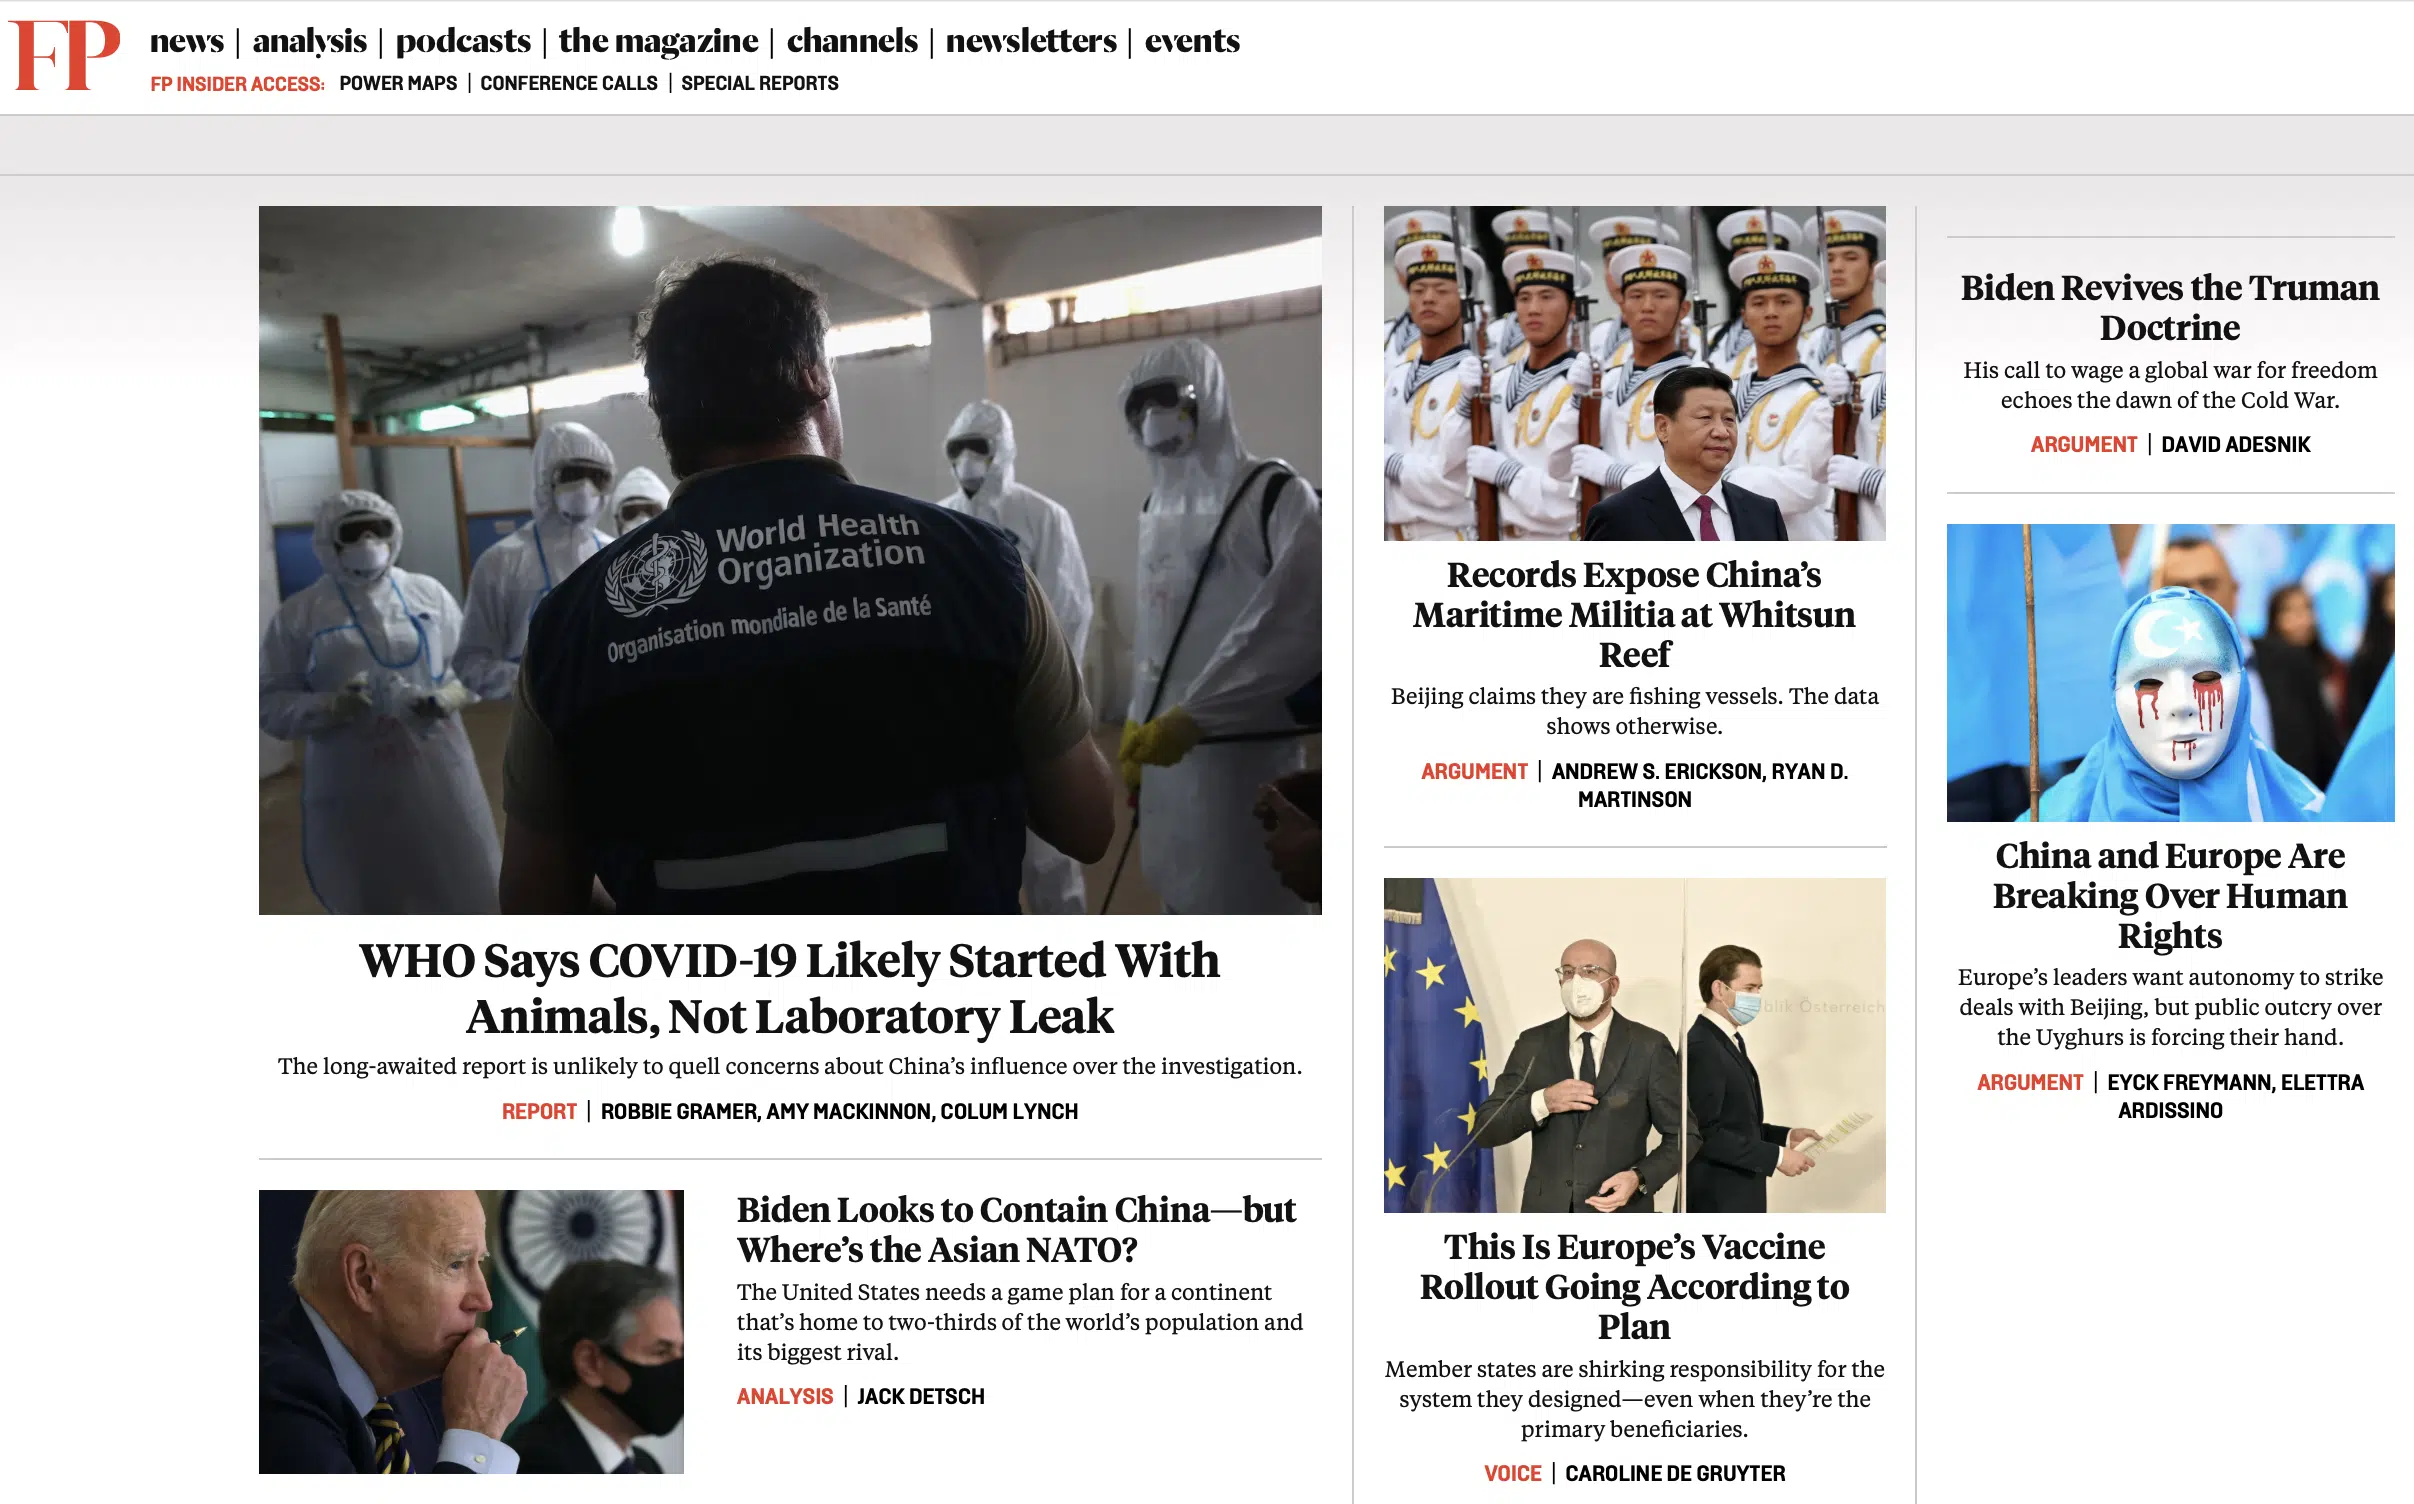 FP
news | analysis | podcasts | the magazine | channels | newsletters | events
FP INSIDER ACCESS: POWER MAPS | CONFERENCE CALLS | SPECIAL REPORTS
World Health
Organization
Organisation mondiale de la Santé
WHO Says COVID-19 Likely Started With
Animals, Not Laboratory Leak
The long-awaited report is unlikely to quell concerns about China’s influence over the investigation.
REPORT | ROBBIE GRAMER, AMY MACKINNON, COLUM LYNCH
Biden Looks to Contain China—but
Where’s the Asian NATO?
The United States needs a game plan for a continent
that’s home to two-thirds of the world’s population and
its biggest rival.
ANALYSIS | JACK DETSCH
Records Expose China’s
Maritime Militia at Whitsun
Reef
Beijing claims they are fishing vessels. The data
shows otherwise.
ARGUMENT | ANDREW S. ERICKSON, RYAN D.
MARTINSON
Österreich
This Is Europe’s Vaccine
Rollout Going According to
Plan
Member states are shirking responsibility for the
system they designed—even when they’re the
primary beneficiaries.
VOICE | CAROLINE DE GRUYTER
Biden Revives the Truman
Doctrine
His call to wage a global war for freedom
echoes the dawn of the Cold War.
ARGUMENT | DAVID ADESNIK
China and Europe Are
Breaking Over Human
Rights
Europe’s leaders want autonomy to strike
deals with Beijing, but public outcry over
the Uyghurs is forcing their hand.
ARGUMENT | EYCK FREYMANN, ELETTRA
ARDISSINO